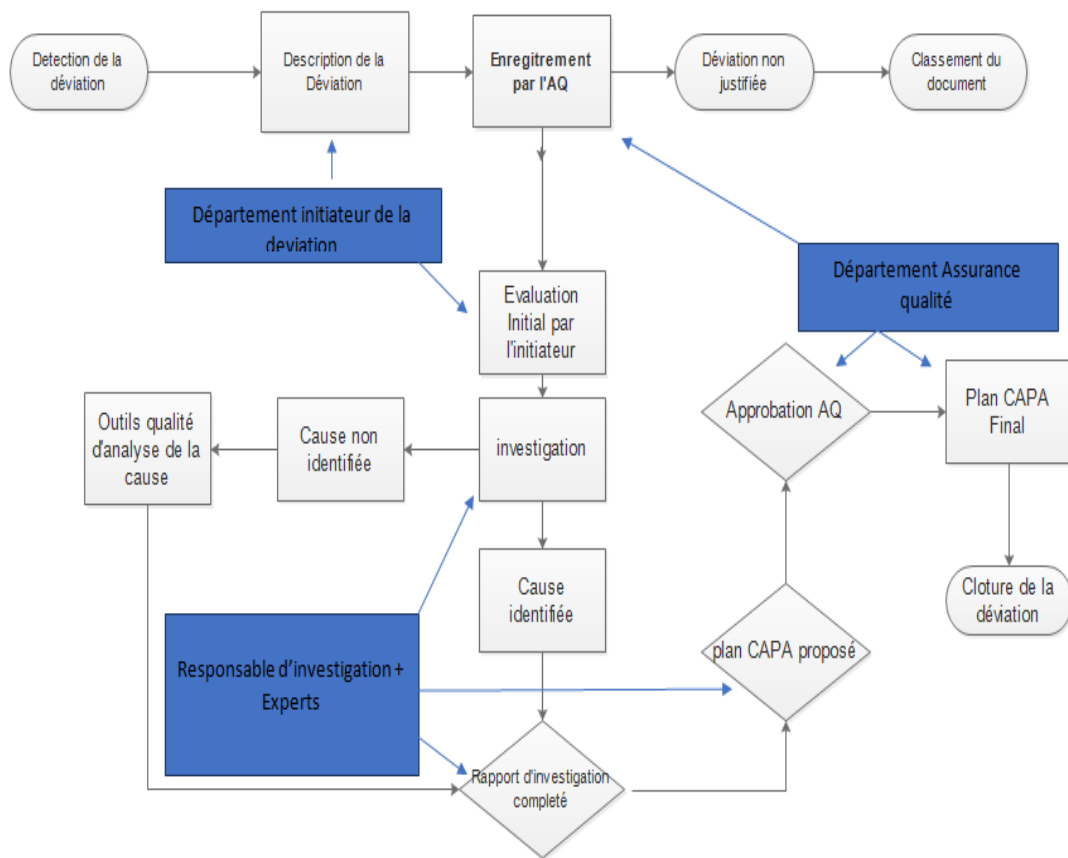 Detection de la
déviation
Description de la
Déviation
Enregitrement
par l'AQ
Déviation non
justifiée
Classement du
document
Département initiateur de la
deviation
Département Assurance
qualité
Evaluation
Initial par
l'initiateur
Outils qualité
d'analyse de la
cause
Cause non
identifiée
investigation
Approbation AQ
Plan CAPA
Final
Cause
identifiée
Cloture de la
déviation
Responsable d'investigation +
Experts
plan CAPA proposé
Rapport d'investigation
completé